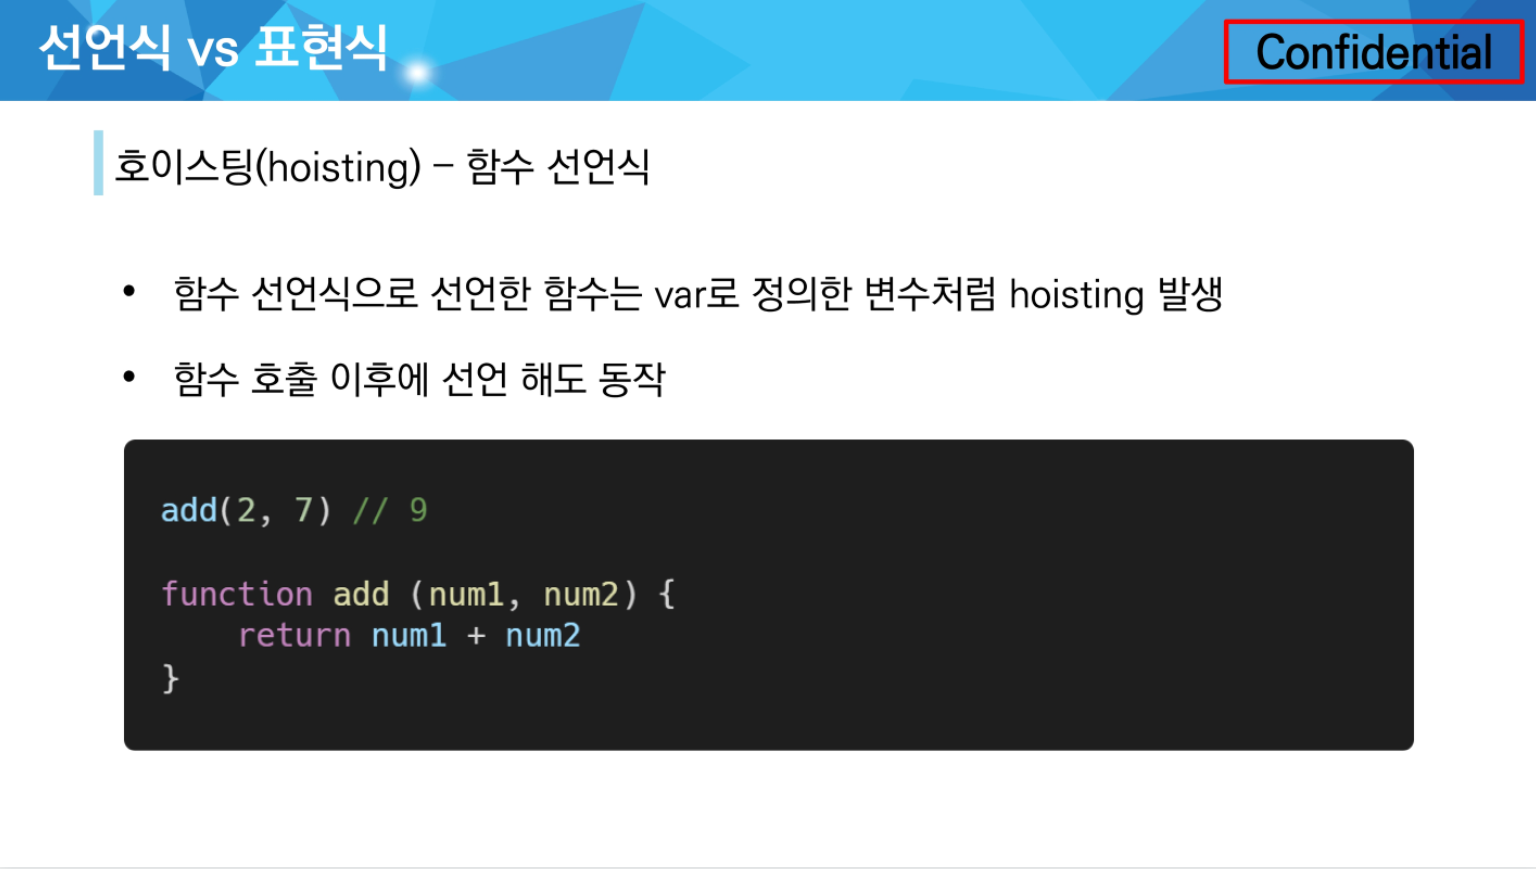 선언식 vs 표현식
Confidential
호이스팅(hoisting) – 함수 선언식
• 함수 선언식으로 선언한 함수는 var로 정의한 변수처럼 hoisting 발생
• 함수 호출 이후에 선언 해도 동작
add(2, 7) // 9
function add (num1, num2) {
    return num1 + num2
}